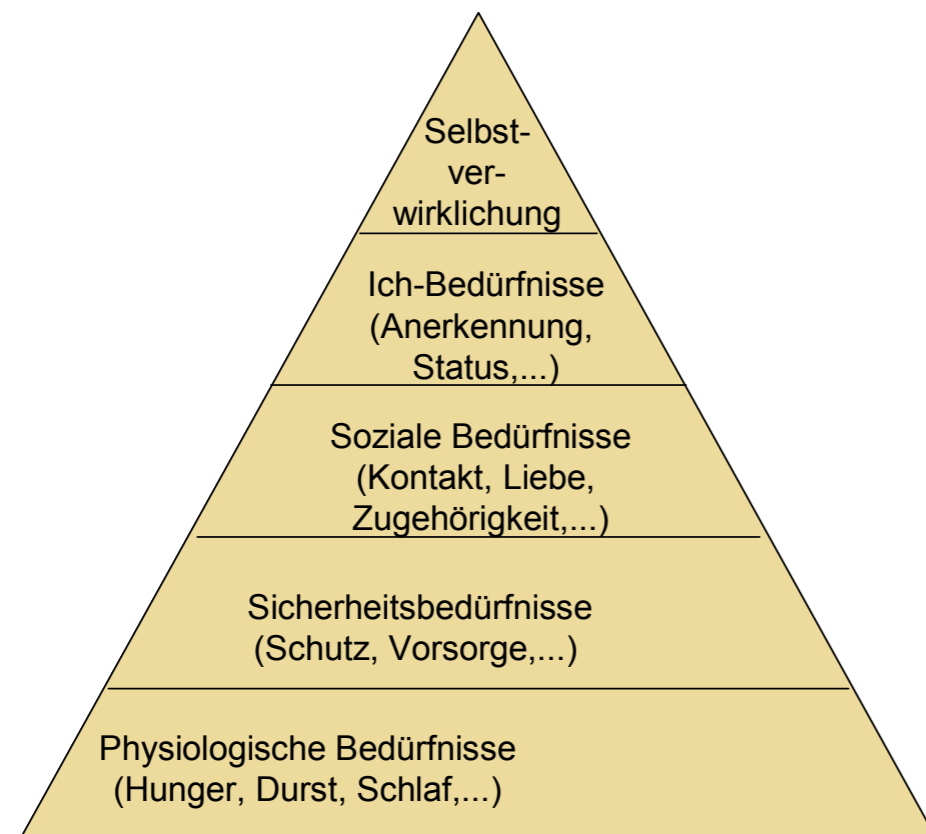 Selbst-
ver-
wirklichung
Ich-Bedürfnisse
(Anerkennung,
Status,...)
Soziale Bedürfnisse
(Kontakt, Liebe,
Zugehörigkeit,...)
Sicherheitsbedürfnisse
(Schutz, Vorsorge,...)
Physiologische Bedürfnisse
(Hunger, Durst, Schlaf,...)